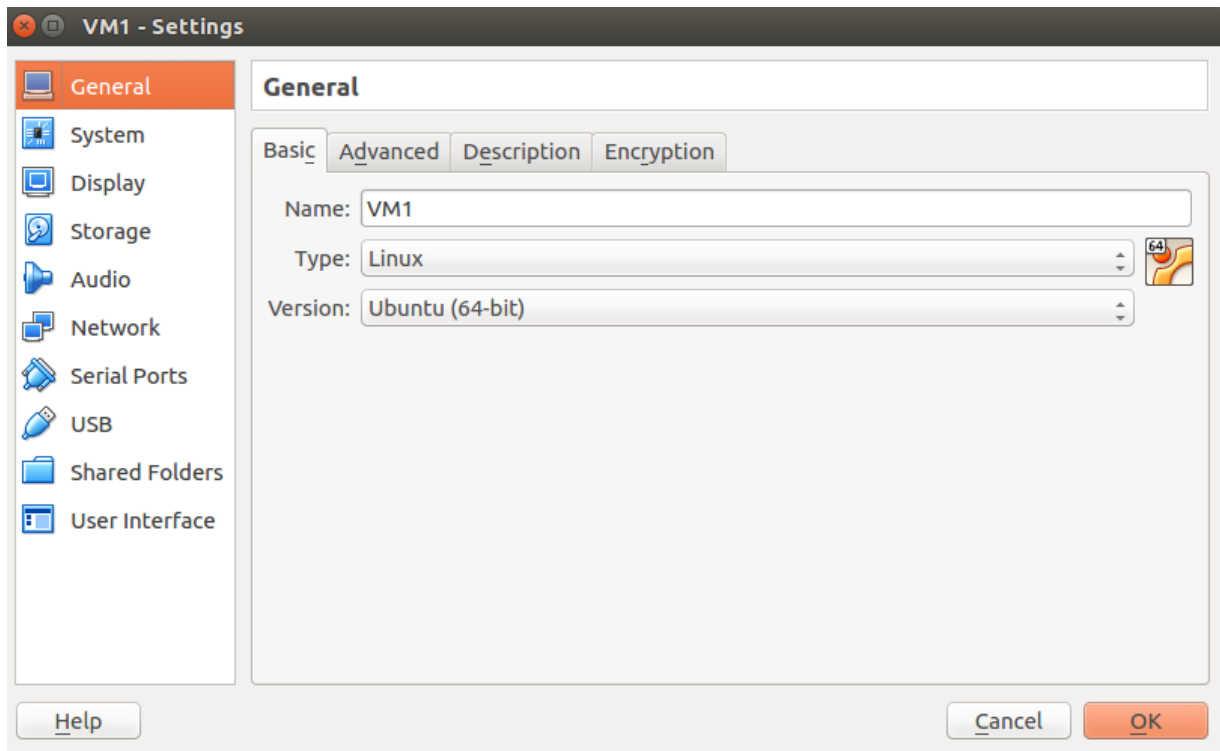 VM1 - Settings
General
System
Display
Storage
Audio
Network
Serial Ports
USB
Shared Folders
User Interface
General
Basic Advanced Description Encryption
Name: VM1
Type: Linux
64
Version: Ubuntu (64-bit)
Help Cancel OK